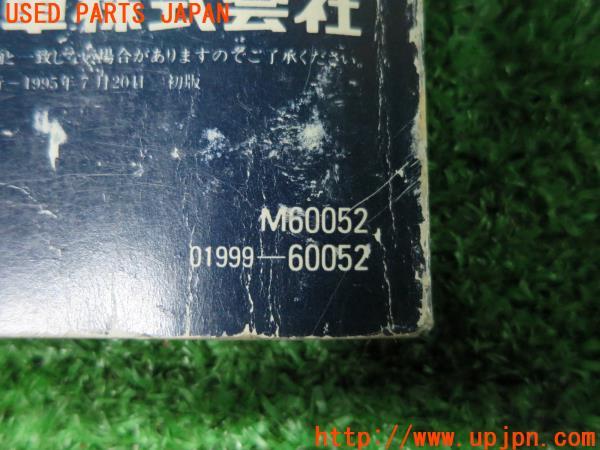 USED PARTS JAPAN
車株式会社
と一致しない場合がありますのでご了承ください。
1995年7月20日 初版
M60052
01999-60052
http://www.upjpn.com